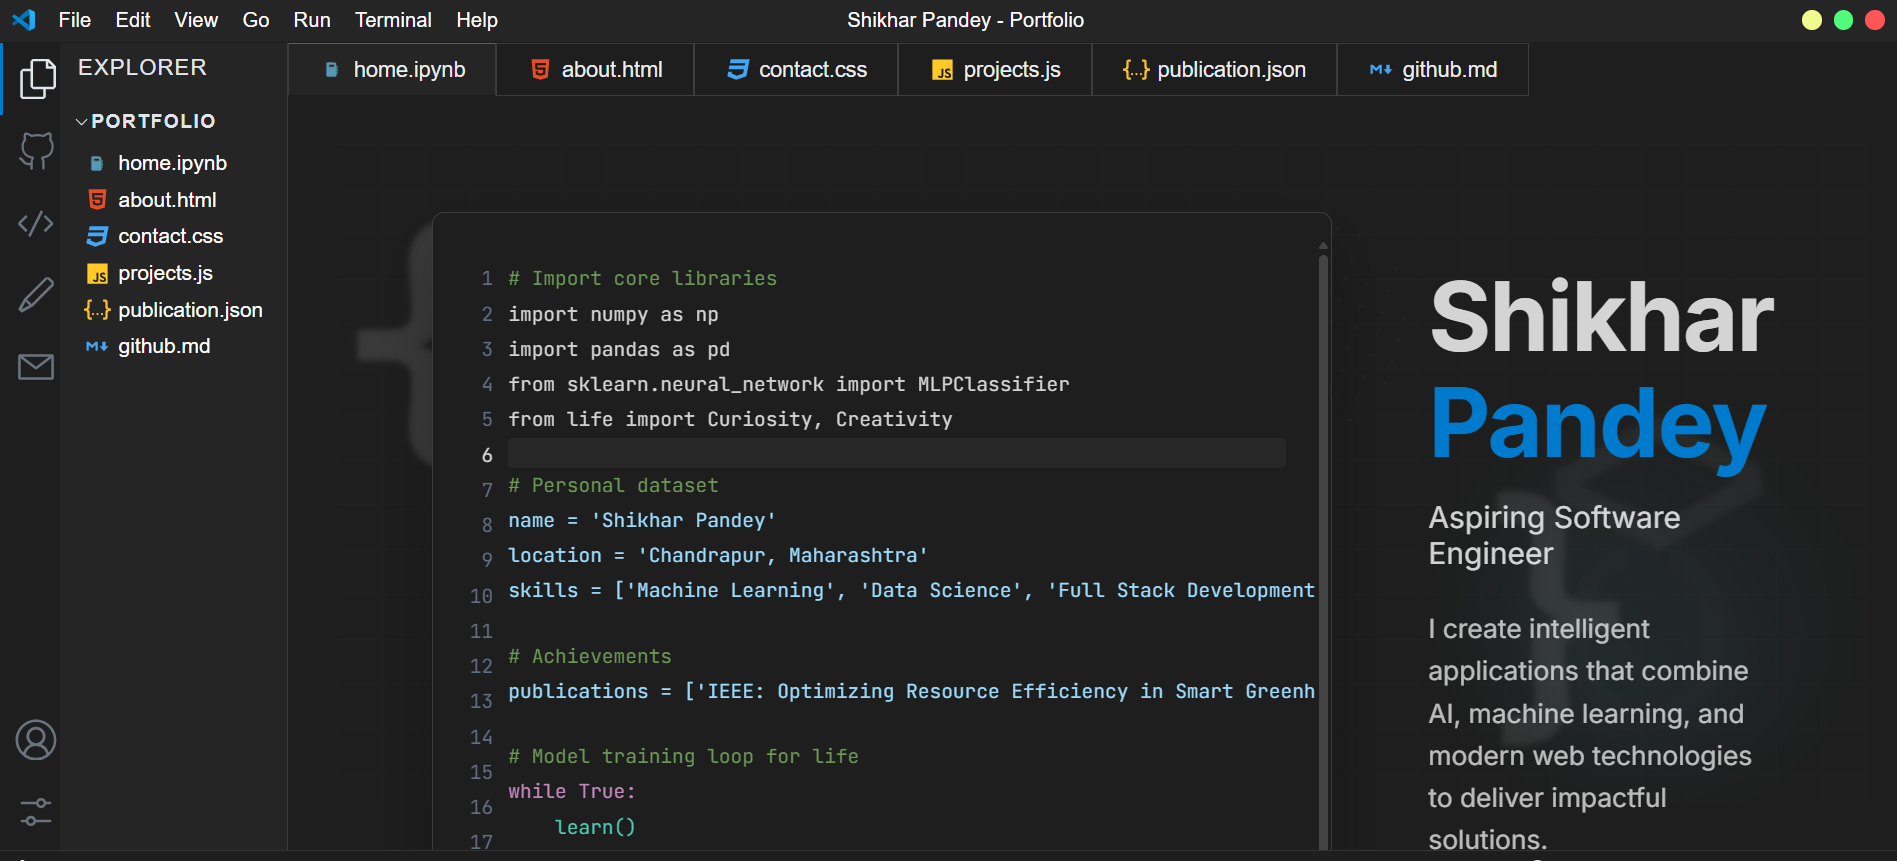 File Edit View Go Run Terminal Help
Shikhar Pandey - Portfolio
EXPLORER
PORTFOLIO
home.ipynb
about.html
contact.css
JS projects.js
{...} publication.json
M↓ github.md
home.ipynb
about.html
contact.css
JS projects.js
{...} publication.json
M↓ github.md
1 # Import core libraries
2 import numpy as np
3 import pandas as pd
4 from sklearn.neural_network import MLPClassifier
5 from life import Curiosity, Creativity
6
7 # Personal dataset
8 name = 'Shikhar Pandey'
9 location = 'Chandrapur, Maharashtra'
10 skills = ['Machine Learning', 'Data Science', 'Full Stack Development
11
12 # Achievements
13 publications = ['IEEE: Optimizing Resource Efficiency in Smart Greenh
14
15 # Model training loop for life
16 while True:
17 learn()
Shikhar
Pandey
Aspiring Software
Engineer
I create intelligent
applications that combine
AI, machine learning, and
modern web technologies
to deliver impactful
solutions.